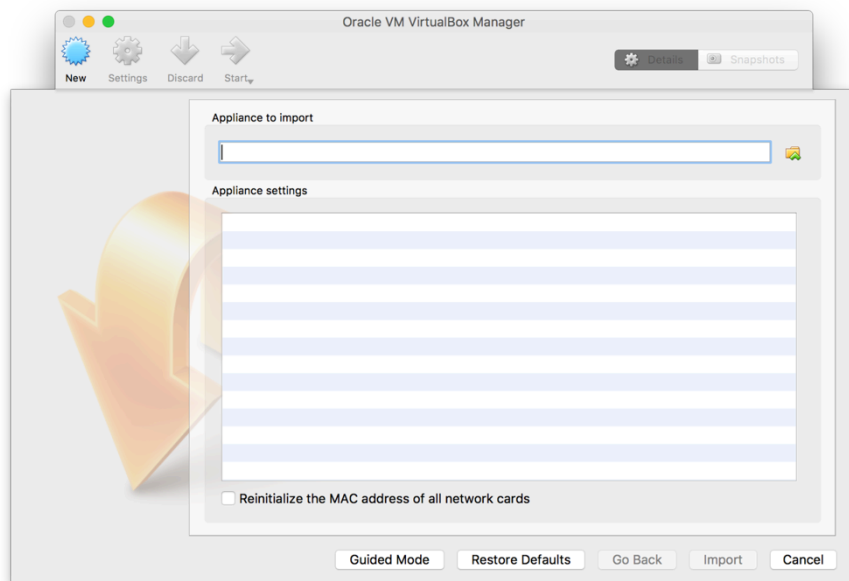 Oracle VM VirtualBox Manager
New Settings Discard Start
Details Snapshots
Appliance to import
Appliance settings
Reinitialize the MAC address of all network cards
Guided Mode Restore Defaults Go Back Import Cancel